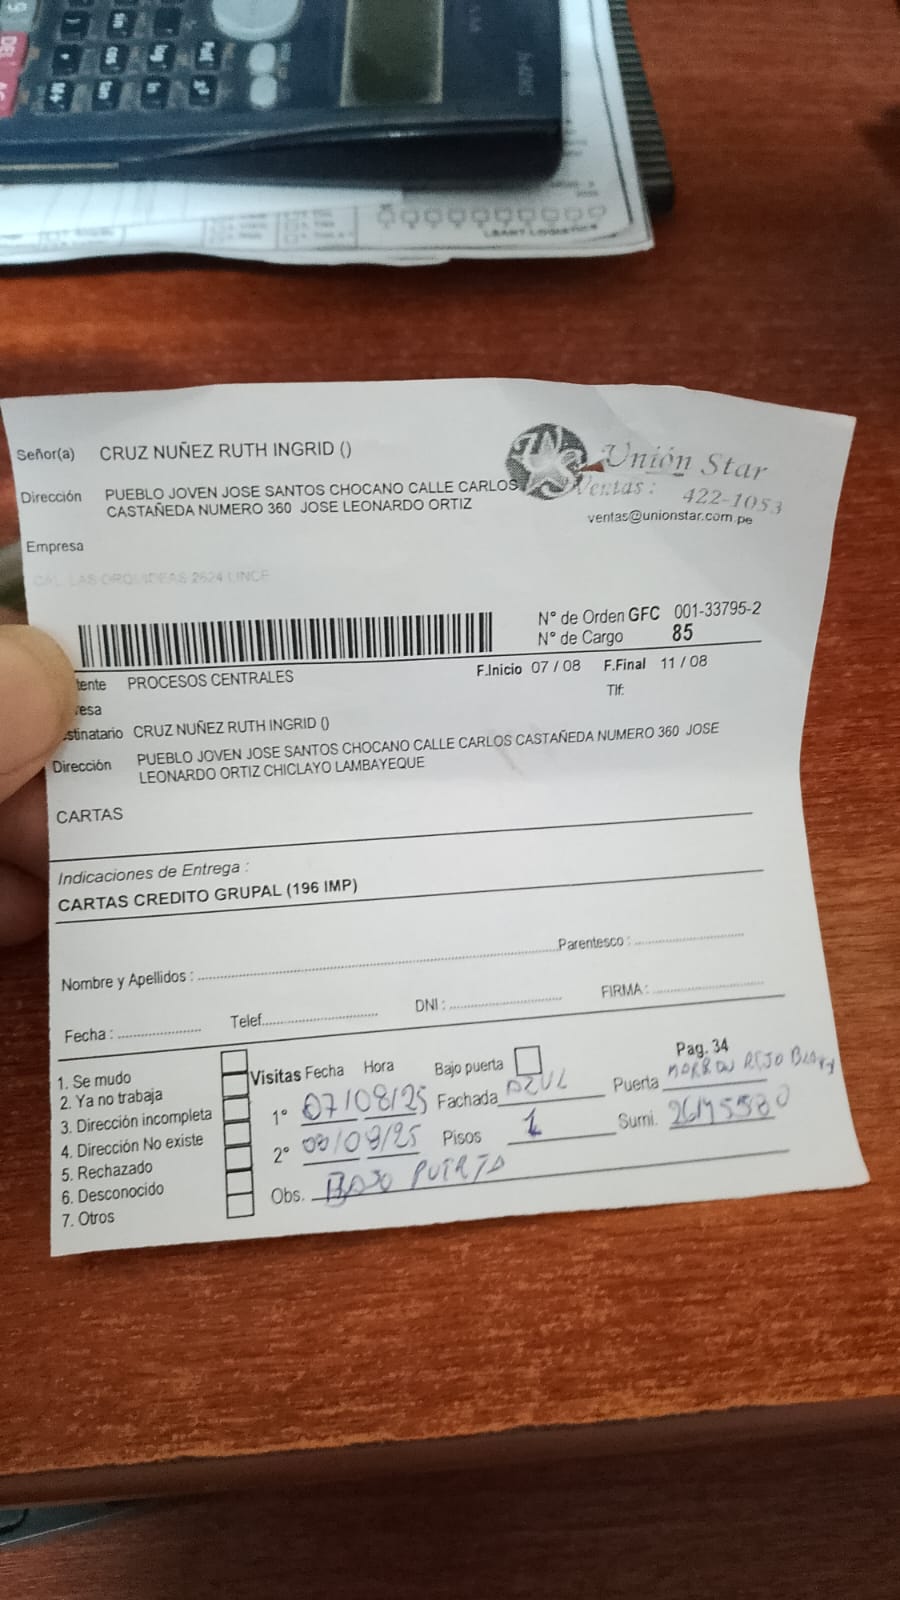 Señor(a) CRUZ NUÑEZ RUTH INGRID ()
Dirección PUEBLO JOVEN JOSE SANTOS CHOCANO CALLE CARLOS
CASTAÑEDA NUMERO 360 JOSE LEONARDO ORTIZ
Unión Star
Ventas: 422-1053
ventas@unionstar.com.pe
Empresa
CAL LAS ORQUIDEAS 2624 LINCE
N° de Orden GFC 001-33795-2
N° de Cargo 85
PROCESOS CENTRALES
F.Inicio 07 / 08 F.Final 11 / 08
Tlf:
CRUZ NUÑEZ RUTH INGRID ()
Dirección PUEBLO JOVEN JOSE SANTOS CHOCANO CALLE CARLOS CASTAÑEDA NUMERO 360 JOSE
LEONARDO ORTIZ CHICLAYO LAMBAYEQUE
CARTAS
Indicaciones de Entrega :
CARTAS CREDITO GRUPAL (196 IMP)
Nombre y Apellidos : Parentesco :
Fecha : Telef. DNI : FIRMA :
Pag. 34
1. Se mudo
2. Ya no trabaja
3. Dirección incompleta
4. Dirección No existe
5. Rechazado
6. Desconocido
7. Otros
Visitas Fecha Hora Bajo puerta
1° 07/08/25 Fachada AZUL Puerta MARRON
2° Pisos 1 Sumi.
Obs. BAJO PUERTA